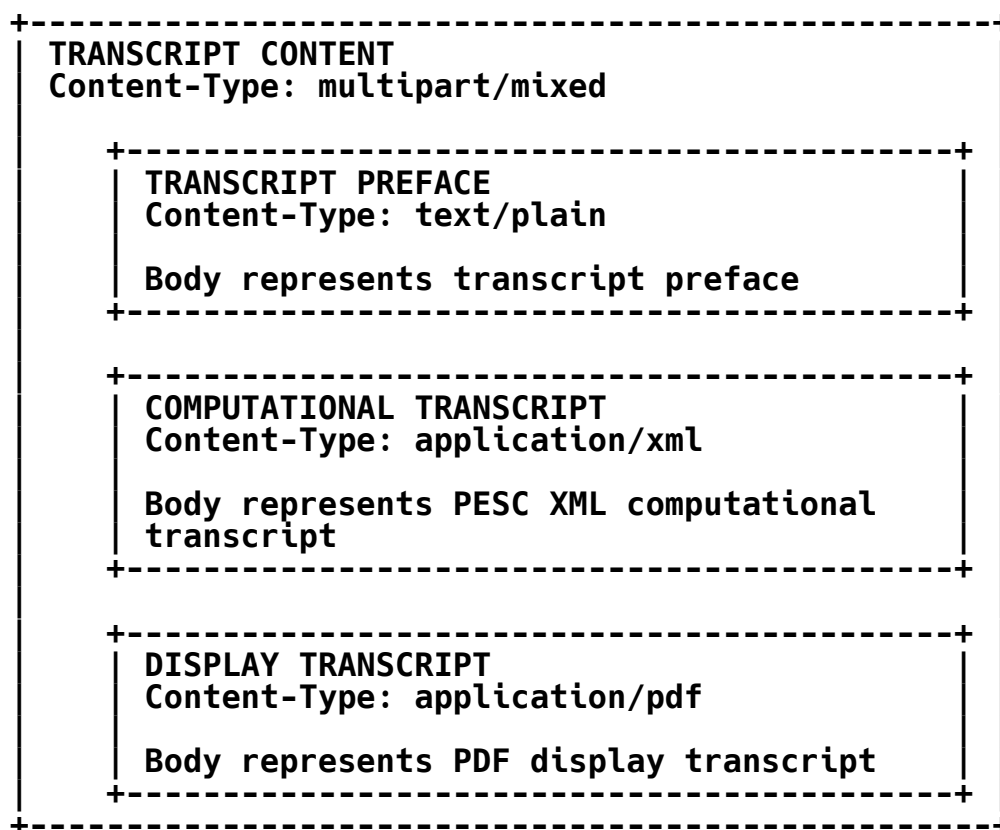 TRANSCRIPT CONTENT
Content-Type: multipart/mixed
TRANSCRIPT PREFACE
Content-Type: text/plain
Body represents transcript preface
COMPUTATIONAL TRANSCRIPT
Content-Type: application/xml
Body represents PESC XML computational
transcript
DISPLAY TRANSCRIPT
Content-Type: application/pdf
Body represents PDF display transcript